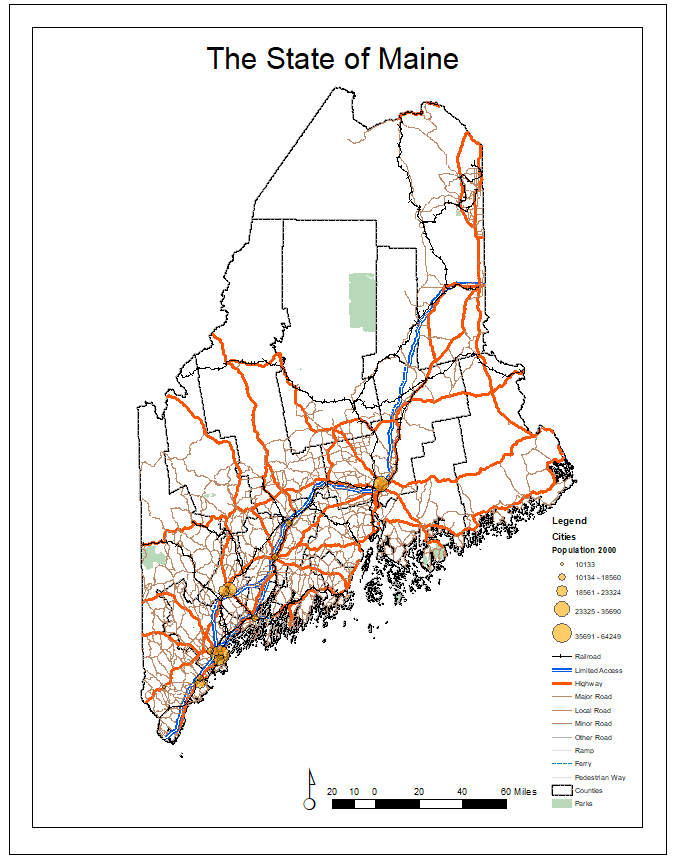 The State of Maine
Legend
Cities
Population 2000
10133
10134 - 18560
18561 - 23324
23325 - 35690
35691 - 64249
Railroad
Limited Access
Highway
Major Road
Local Road
Minor Road
Other Road
Ramp
Ferry
Pedestrian Way
Counties
Parks
20 10 0 20 40 60 Miles